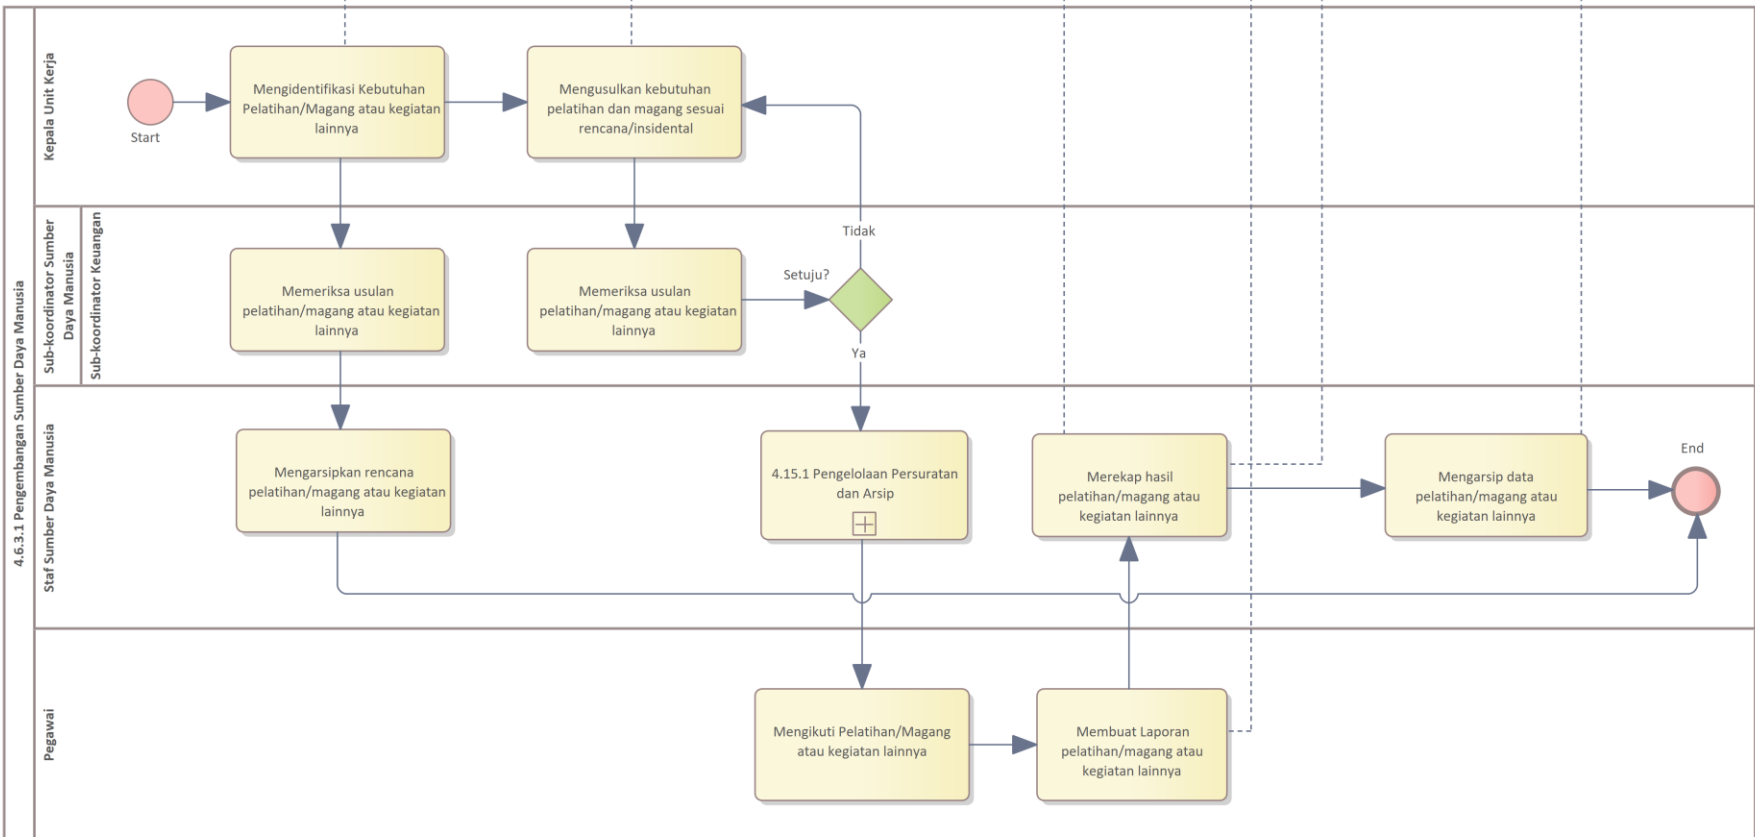 4.6.3.1 Pengembangan Sumber Daya Manusia
Kepala Unit Kerja
Start
Mengidentifikasi Kebutuhan
Pelatihan/Magang atau kegiatan
lainnya
Mengusulkan kebutuhan
pelatihan dan magang sesuai
rencana/insidental
Sub-koordinator Sumber
Daya Manusia
Sub-koordinator Keuangan
Memeriksa usulan
pelatihan/magang atau kegiatan
lainnya
Memeriksa usulan
pelatihan/magang atau kegiatan
lainnya
Setuju?
Tidak
Ya
Staf Sumber Daya Manusia
Mengarsipkan rencana
pelatihan/magang atau kegiatan
lainnya
4.15.1 Pengelolaan Persuratan
dan Arsip
Merekap hasil
pelatihan/magang atau
kegiatan lainnya
Mengarsip data
pelatihan/magang atau
kegiatan lainnya
End
Pegawai
Mengikuti Pelatihan/Magang
atau kegiatan lainnya
Membuat Laporan
pelatihan/magang atau
kegiatan lainnya